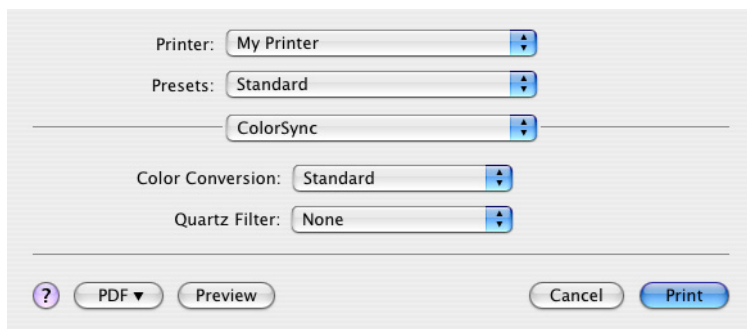 Printer: My Printer
Presets: Standard
ColorSync
Color Conversion: Standard
Quartz Filter: None
? PDF ▼ Preview Cancel Print